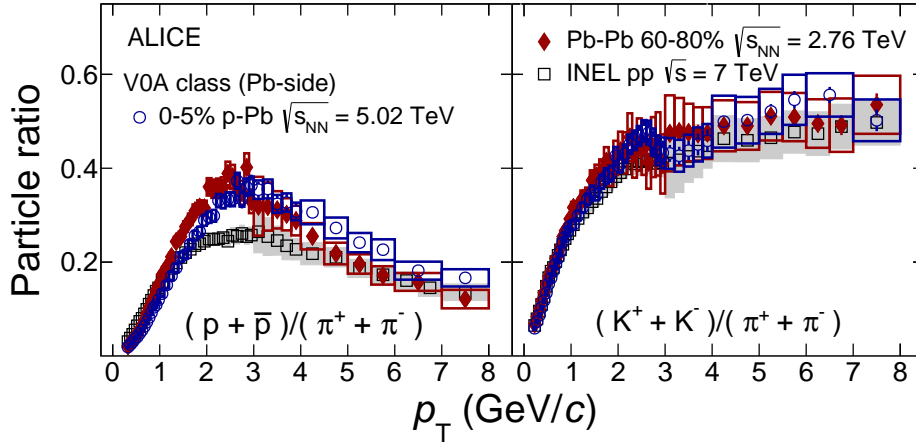 ALICE
V0A class (Pb-side)
0-5% p-Pb √s_NN = 5.02 TeV
Pb-Pb 60-80% √s_NN = 2.76 TeV
INEL pp √s = 7 TeV
Particle ratio
0.6
0.4
0.2
( p + p̅ ) / ( π⁺ + π⁻ )
( K⁺ + K⁻ ) / ( π⁺ + π⁻ )
0 1 2 3 4 5 6 7 8
0 1 2 3 4 5 6 7 8
p_T (GeV/c)